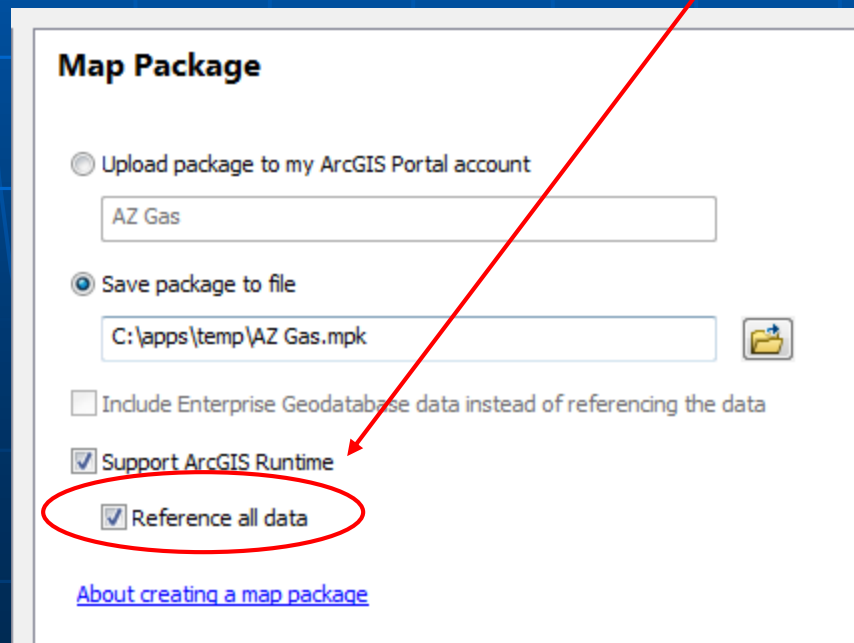 Map Package
Upload package to my ArcGIS Portal account
AZ Gas
Save package to file
C:\apps\temp\AZ Gas.mpk
Include Enterprise Geodatabase data instead of referencing the data
Support ArcGIS Runtime
Reference all data
About creating a map package